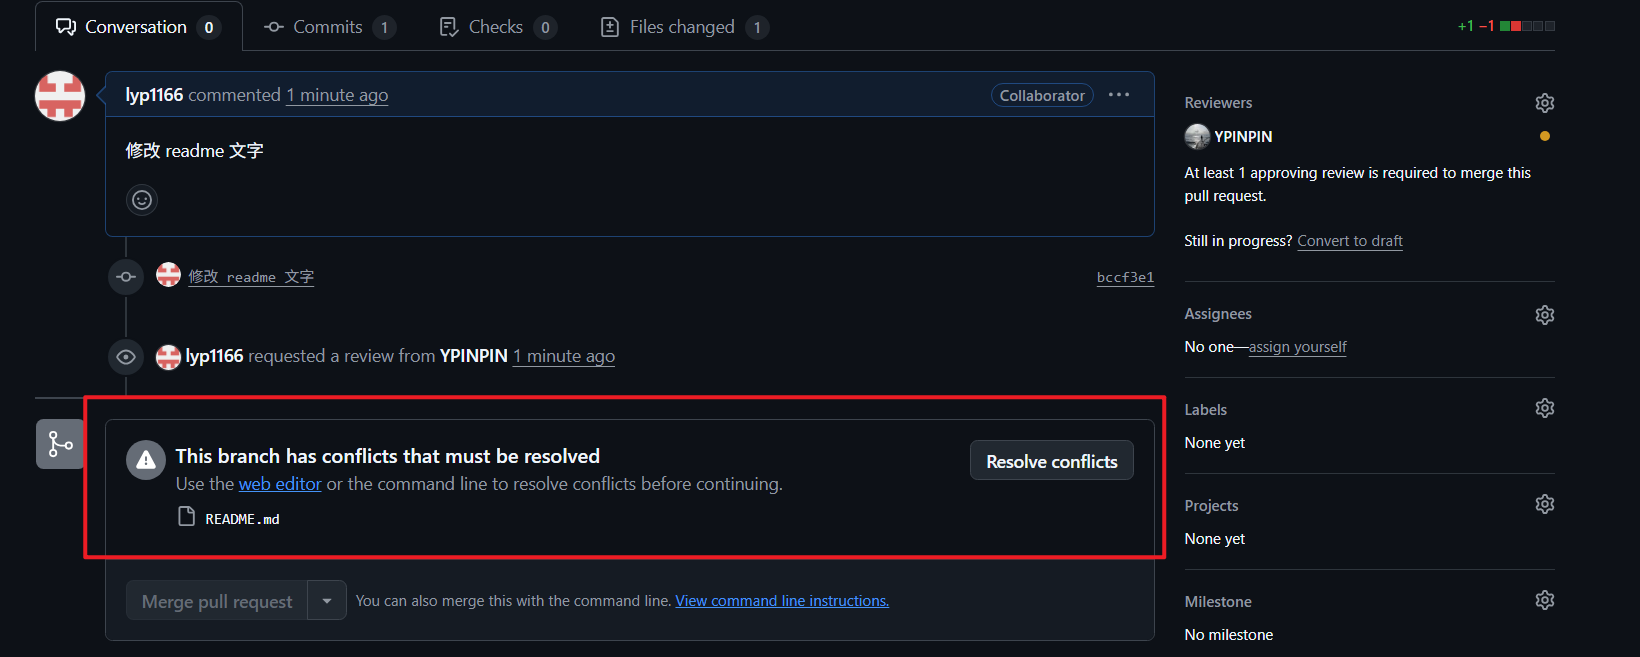 Conversation 0 Commits 1 Checks 0 Files changed 1 +1 −1
lyp1166 commented 1 minute ago Collaborator ...
修改 readme 文字
修改 readme 文字 bccf3e1
lyp1166 requested a review from YPINPIN 1 minute ago
This branch has conflicts that must be resolved
Use the web editor or the command line to resolve conflicts before continuing.
README.md
Resolve conflicts
Merge pull request You can also merge this with the command line. View command line instructions.
Reviewers
YPINPIN
At least 1 approving review is required to merge this
pull request.
Still in progress? Convert to draft
Assignees
No one—assign yourself
Labels
None yet
Projects
None yet
Milestone
No milestone